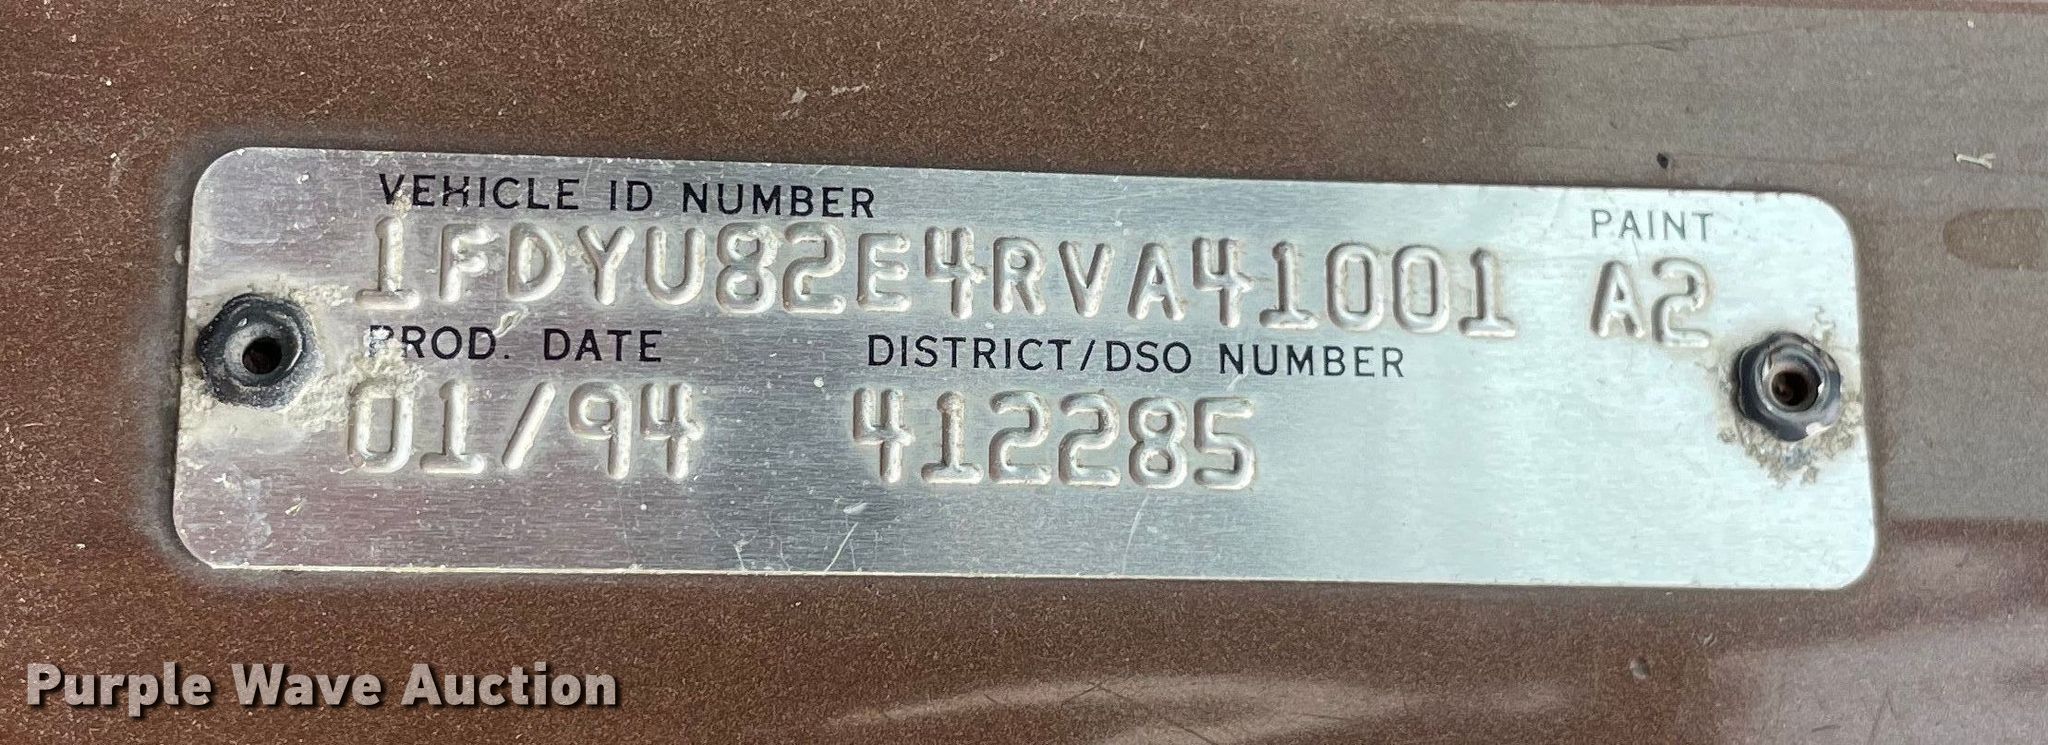 VEHICLE ID NUMBER
PAINT
1FDYU82E4RVA41001 A2
PROD. DATE DISTRICT/DSO NUMBER
01/94 412285
Purple Wave Auction